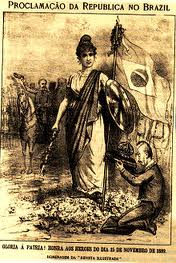 PROCLAMAÇÃO DA REPUBLICA NO BRAZIL
GLORIA Á PATRIA! HONRA AOS HEROES DO DIA 15 DE NOVEMBRO DE 1889.
HOMENAGEM DA "REVISTA ILLUSTRADA"